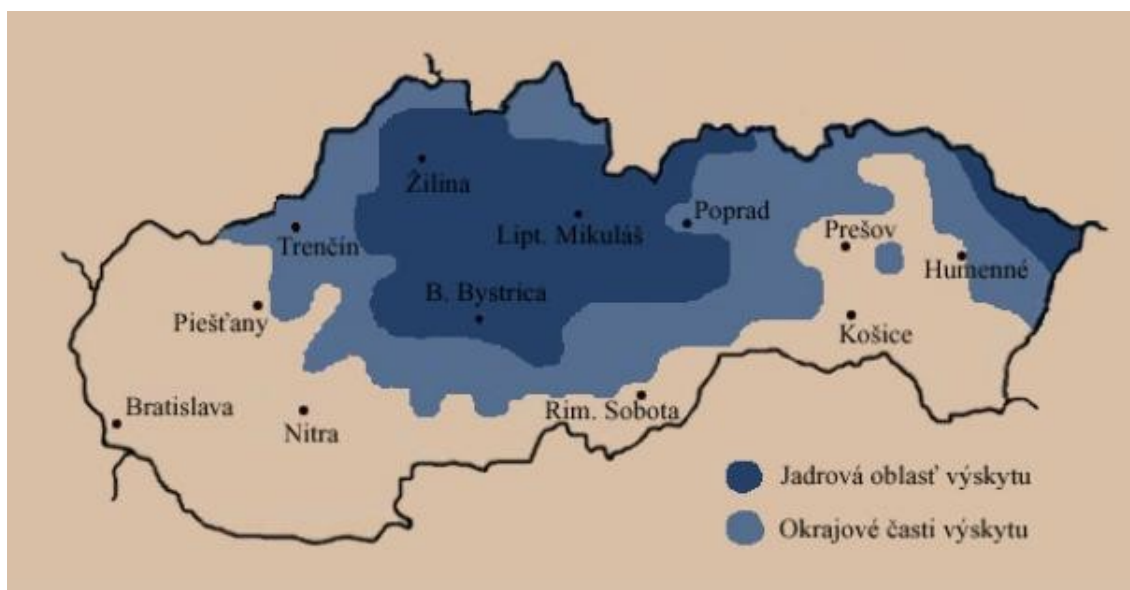 Žilina
Poprad
Lipt. Mikuláš
Trenčín
Prešov
Humenné
B. Bystrica
Piešťany
Košice
Bratislava
Rim. Sobota
Nitra
Jadrová oblasť výskytu
Okrajové časti výskytu